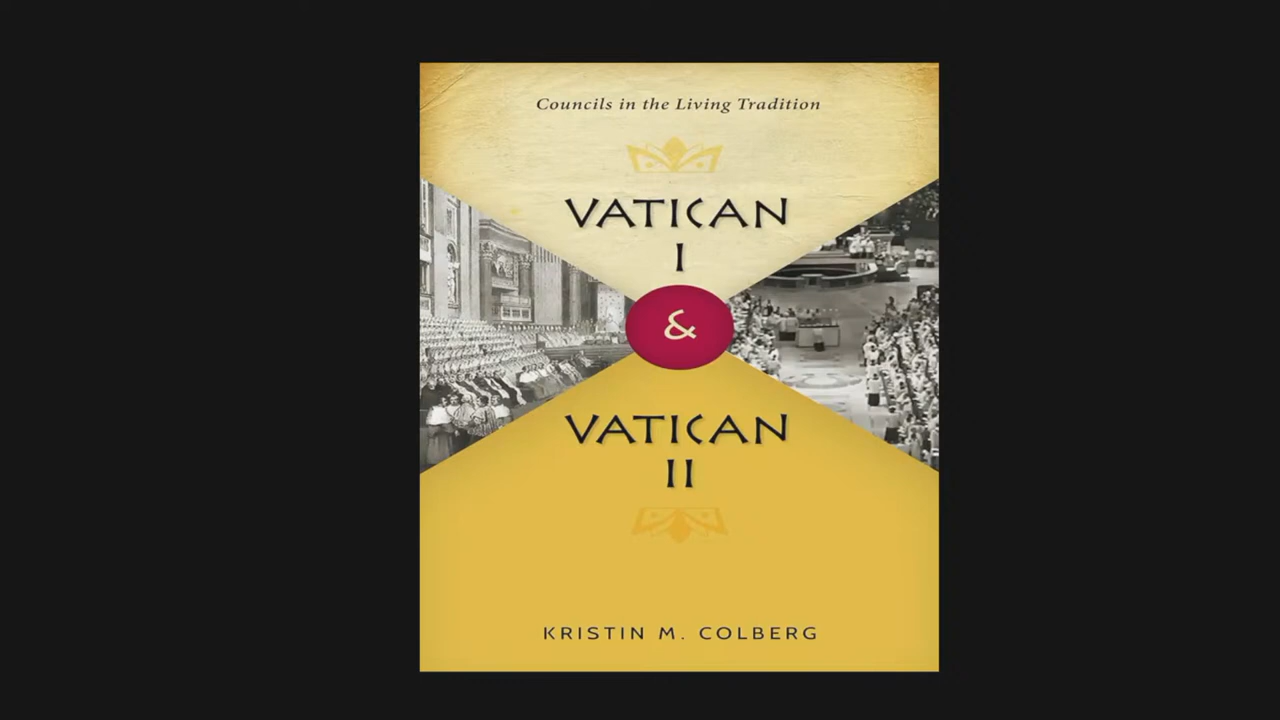 Councils in the Living Tradition
VATICAN
I
&
VATICAN
II
KRISTIN M. COLBERG